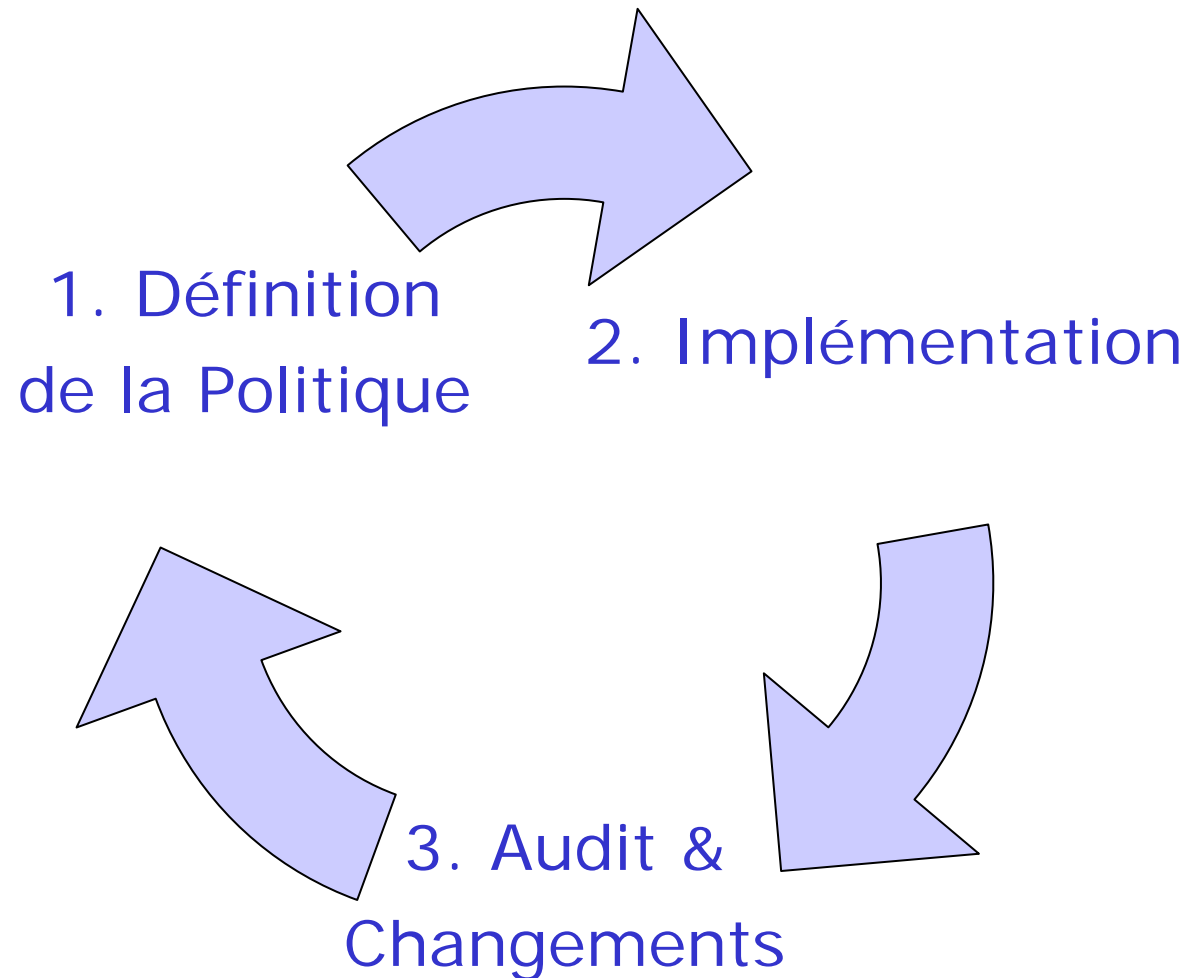 1. Définition
de la Politique
2. Implémentation
3. Audit &
Changements